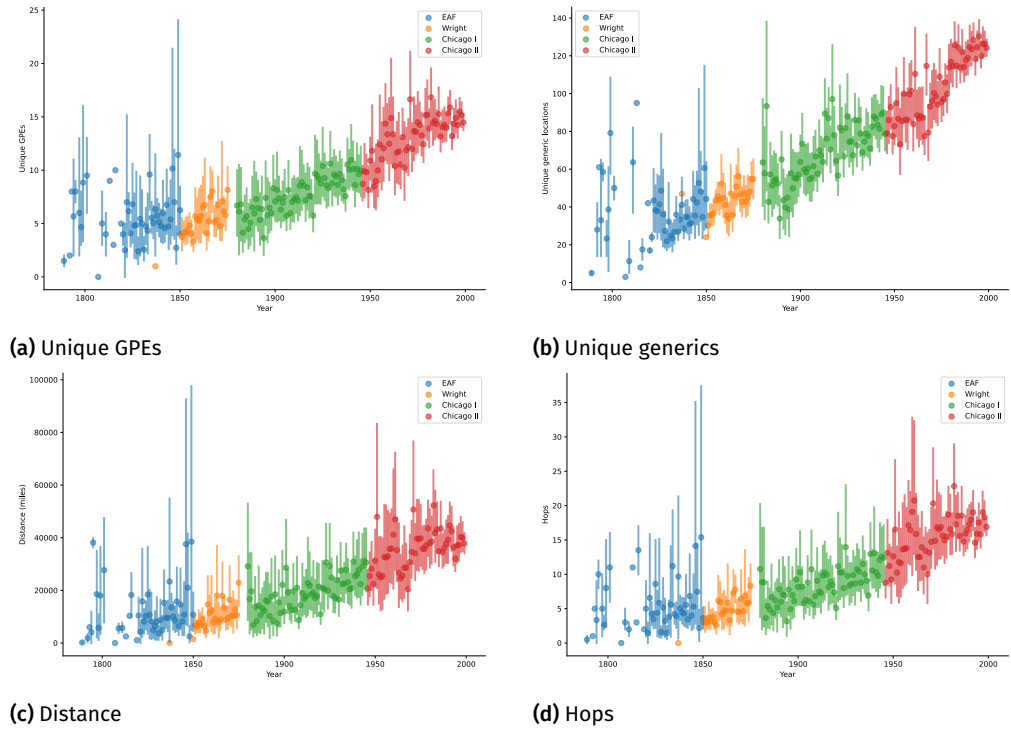 25
20
15
10
5
0
Unique GPEs
1800
1850
1900
1950
2000
Year
EAF
Wright
Chicago I
Chicago II
(a) Unique GPEs
140
120
100
80
60
40
20
0
Unique generic locations
1800
1850
1900
1950
2000
Year
EAF
Wright
Chicago I
Chicago II
(b) Unique generics
100000
80000
60000
40000
20000
0
Distance (miles)
1800
1850
1900
1950
2000
Year
EAF
Wright
Chicago I
Chicago II
(c) Distance
35
30
25
20
15
10
5
0
Hops
1800
1850
1900
1950
2000
Year
EAF
Wright
Chicago I
Chicago II
(d) Hops